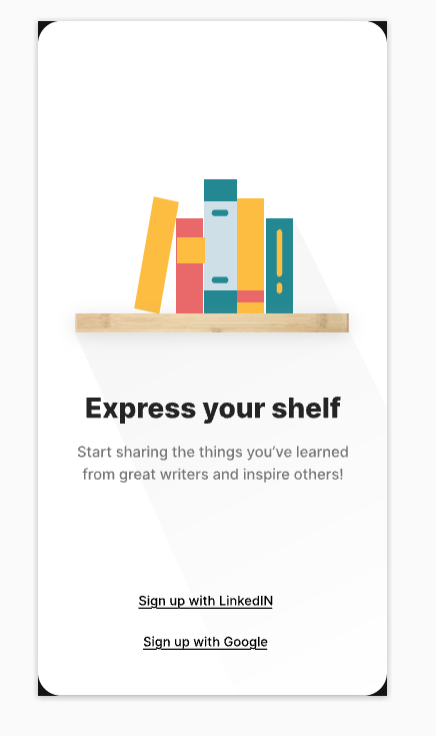 Express your shelf
Start sharing the things you’ve learned
from great writers and inspire others!
Sign up with LinkedIN
Sign up with Google